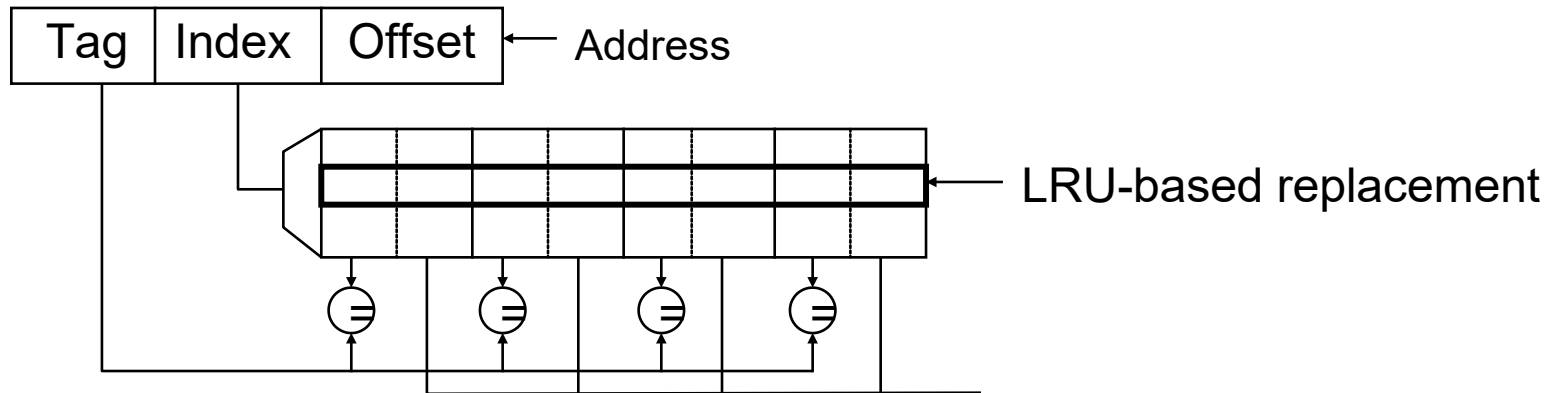 Tag Index Offset Address
LRU-based replacement
= = = =